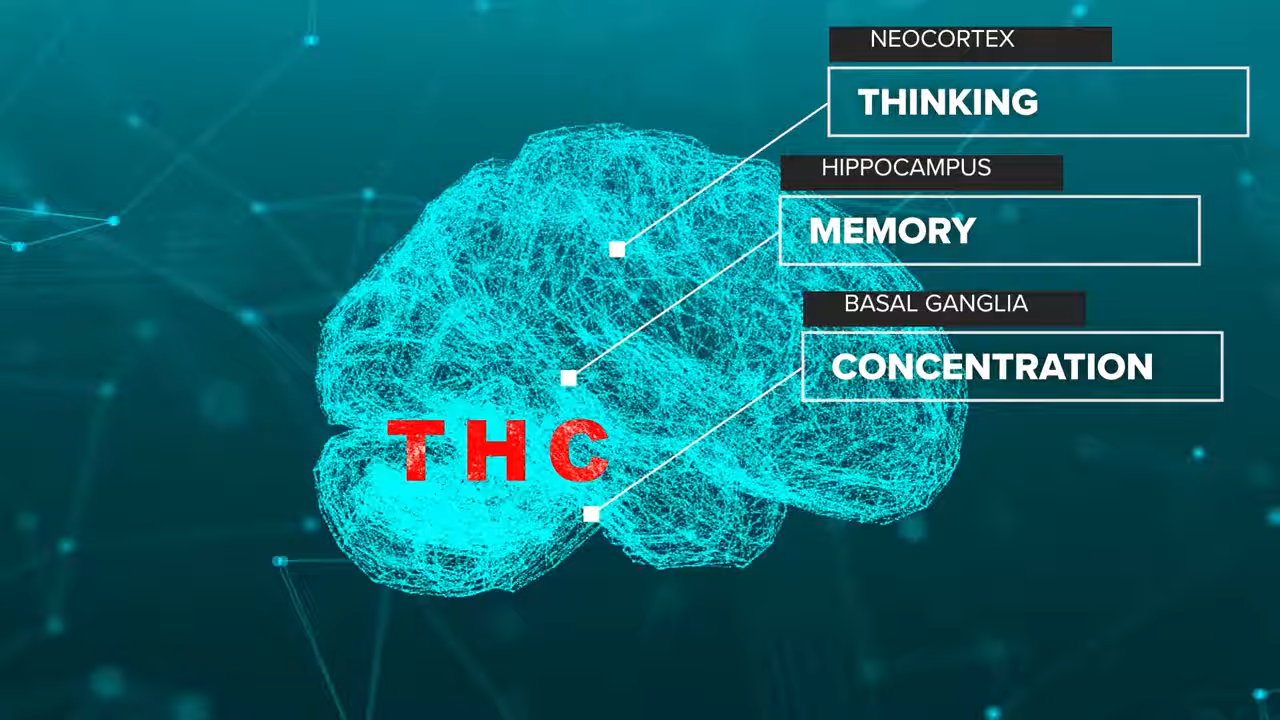 NEOCORTEX
THINKING
HIPPOCAMPUS
MEMORY
BASAL GANGLIA
CONCENTRATION
THC